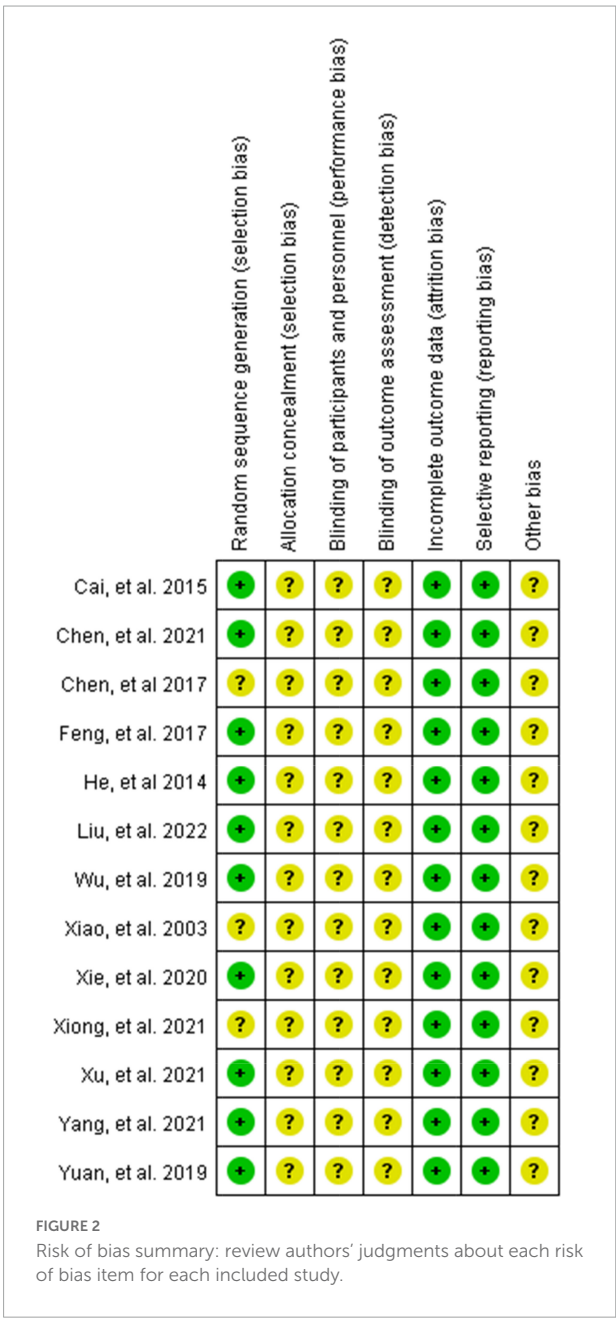 Random sequence generation (selection bias)
Allocation concealment (selection bias)
Blinding of participants and personnel (performance bias)
Blinding of outcome assessment (detection bias)
Incomplete outcome data (attrition bias)
Selective reporting (reporting bias)
Other bias
Cai, et al. 2015 + ? ? ? + + ?
Chen, et al. 2021 + ? ? ? + + ?
Chen, et al 2017 ? ? ? ? + + ?
Feng, et al. 2017 + ? ? ? + + ?
He, et al 2014 + ? ? ? + + ?
Liu, et al. 2022 + ? ? ? + + ?
Wu, et al. 2019 + ? ? ? + + ?
Xiao, et al. 2003 ? ? ? ? + + ?
Xie, et al. 2020 + ? ? ? + + ?
Xiong, et al. 2021 ? ? ? ? + + ?
Xu, et al. 2021 + ? ? ? + + ?
Yang, et al. 2021 + ? ? ? + + ?
Yuan, et al. 2019 + ? ? ? + + ?
FIGURE 2
Risk of bias summary: review authors' judgments about each risk
of bias item for each included study.